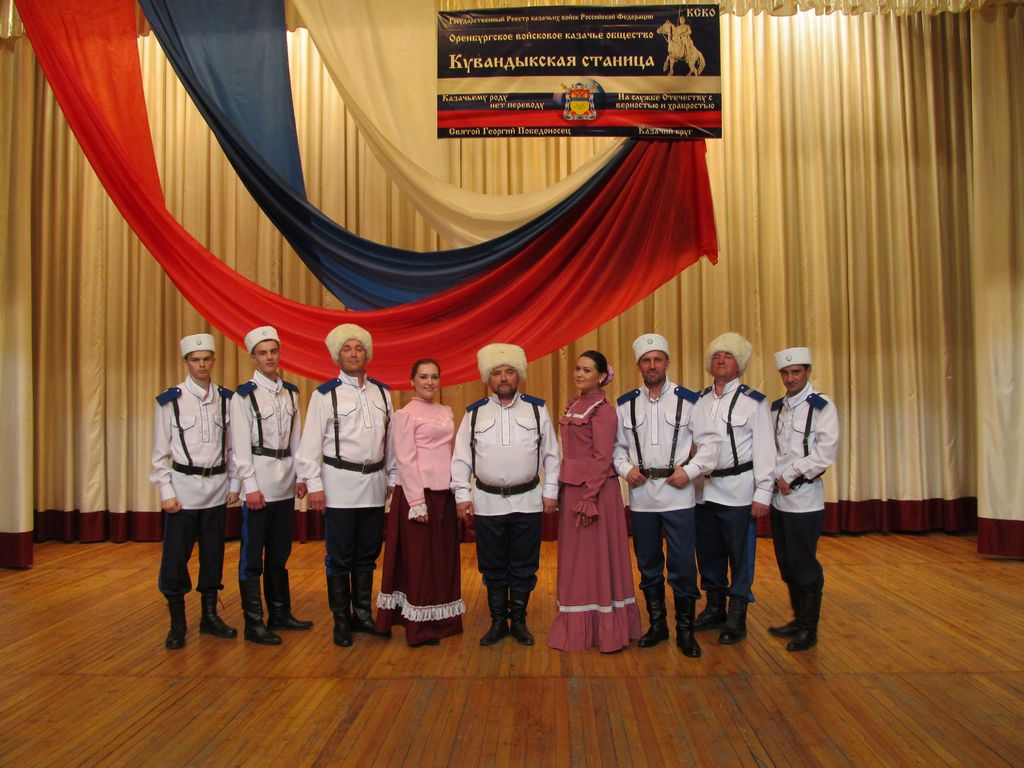 КСКО
Государственный Реестр казачьих войск Российской Федерации
Оренбургское войсковое казачье общество
Кувандыкская станица
Казачьему роду
нет переводу
На службе Отечеству с
верностью и храбростью
Святой Георгий Победоносец
Казачий круг